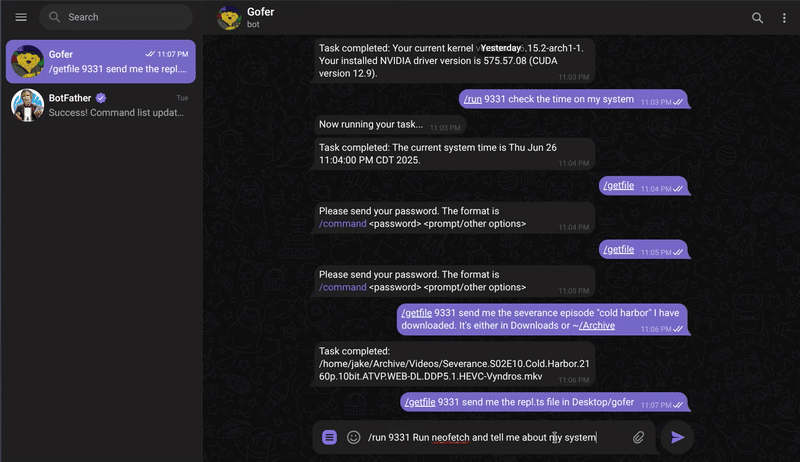 Search
Gofer
11:07 PM
/getfile 9331 send me the repl....
BotFather
Tue
Success! Command list updat...
Gofer
bot
Yesterday
Task completed: Your current kernel .15.2-arch1-1.
Your installed NVIDIA driver version is 575.57.08 (CUDA
version 12.9).
11:03 PM
/run 9331 check the time on my system
11:03 PM
Now running your task...
11:03 PM
Task completed: The current system time is Thu Jun 26
11:04:00 PM CDT 2025.
11:04 PM
/getfile
11:04 PM
Please send your password. The format is
/command <password> <prompt/other options>
11:04 PM
/getfile
11:05 PM
Please send your password. The format is
/command <password> <prompt/other options>
11:05 PM
/getfile 9331 send me the severance episode "cold harbor" I have
downloaded. It's either in Downloads or ~/Archive
11:06 PM
Task completed:
/home/jake/Archive/Videos/Severance.S02E10.Cold.Harbor.21
60p.10bit.ATVP.WEB-DL.DDP5.1.HEVC-Vyndros.mkv
11:06 PM
/getfile 9331 send me the repl.ts file in Desktop/gofer
11:07 PM
/run 9331 Run neofetch and tell me about my system